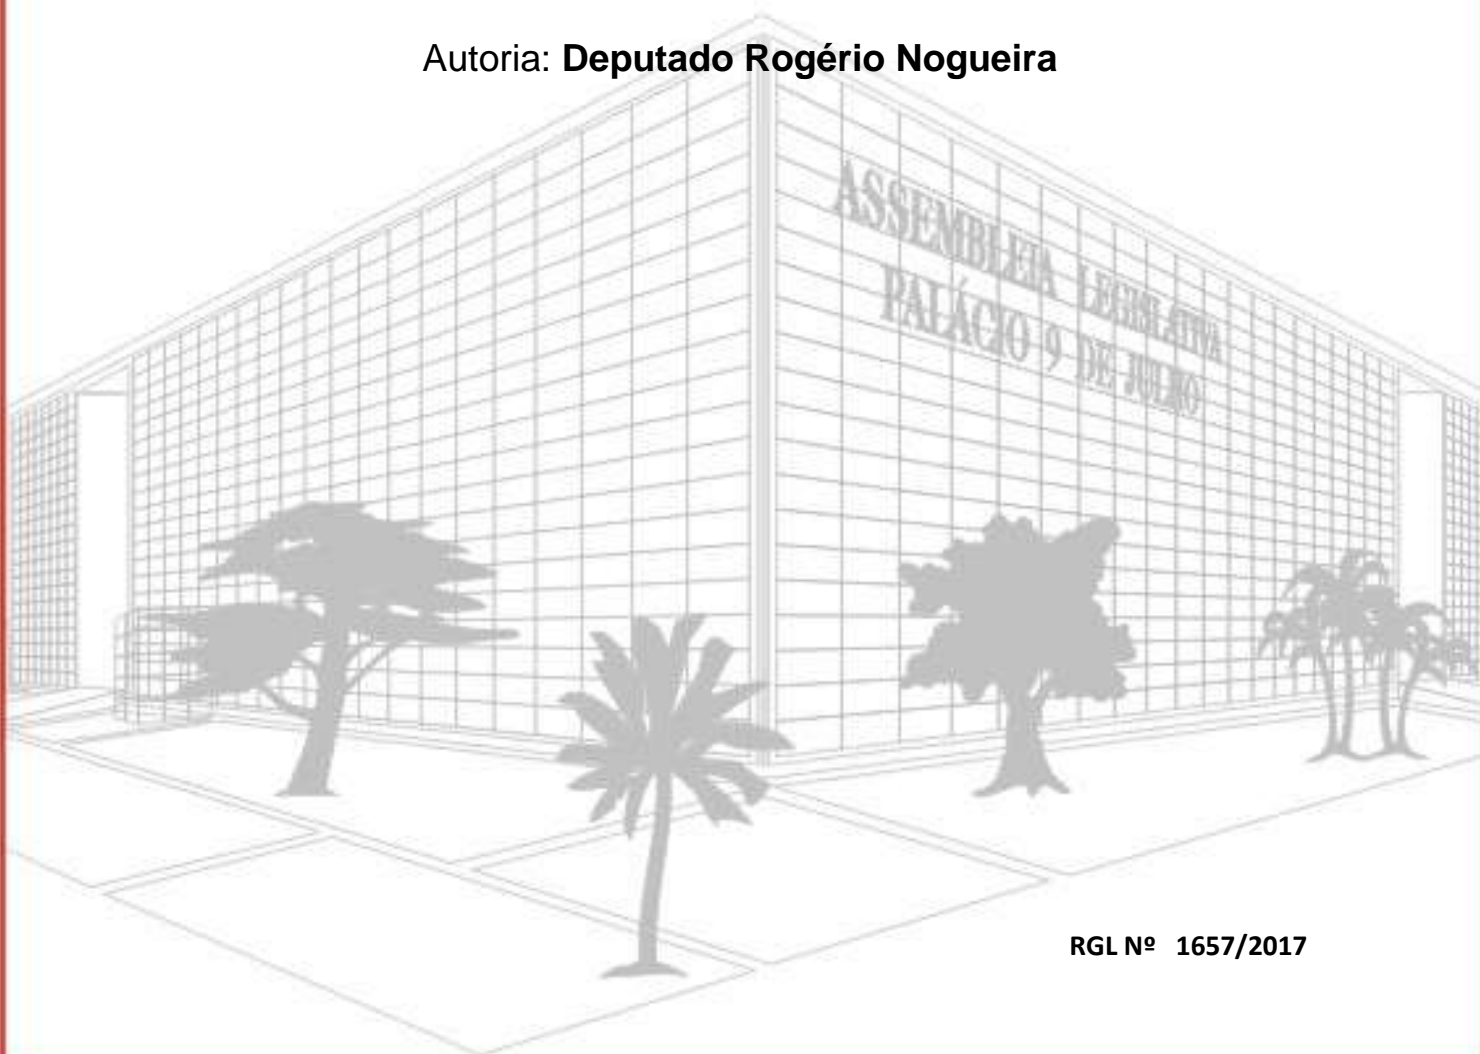 Autoria: Deputado Rogério Nogueira
ASSEMBLEIA LEGISLATIVA
PALÁCIO 9 DE JULHO
RGL Nº 1657/2017